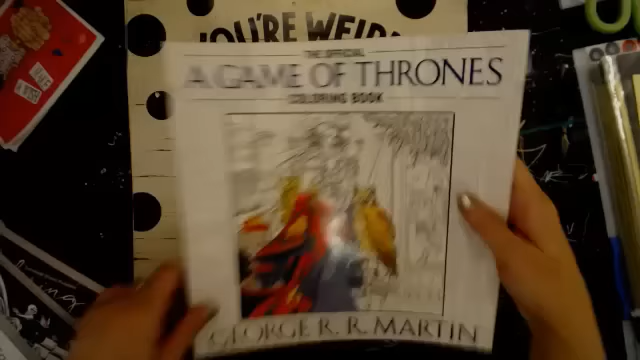 YOU'RE WEIRD
THE OFFICIAL
A GAME OF THRONES
COLORING BOOK
GEORGE R. R. MARTIN